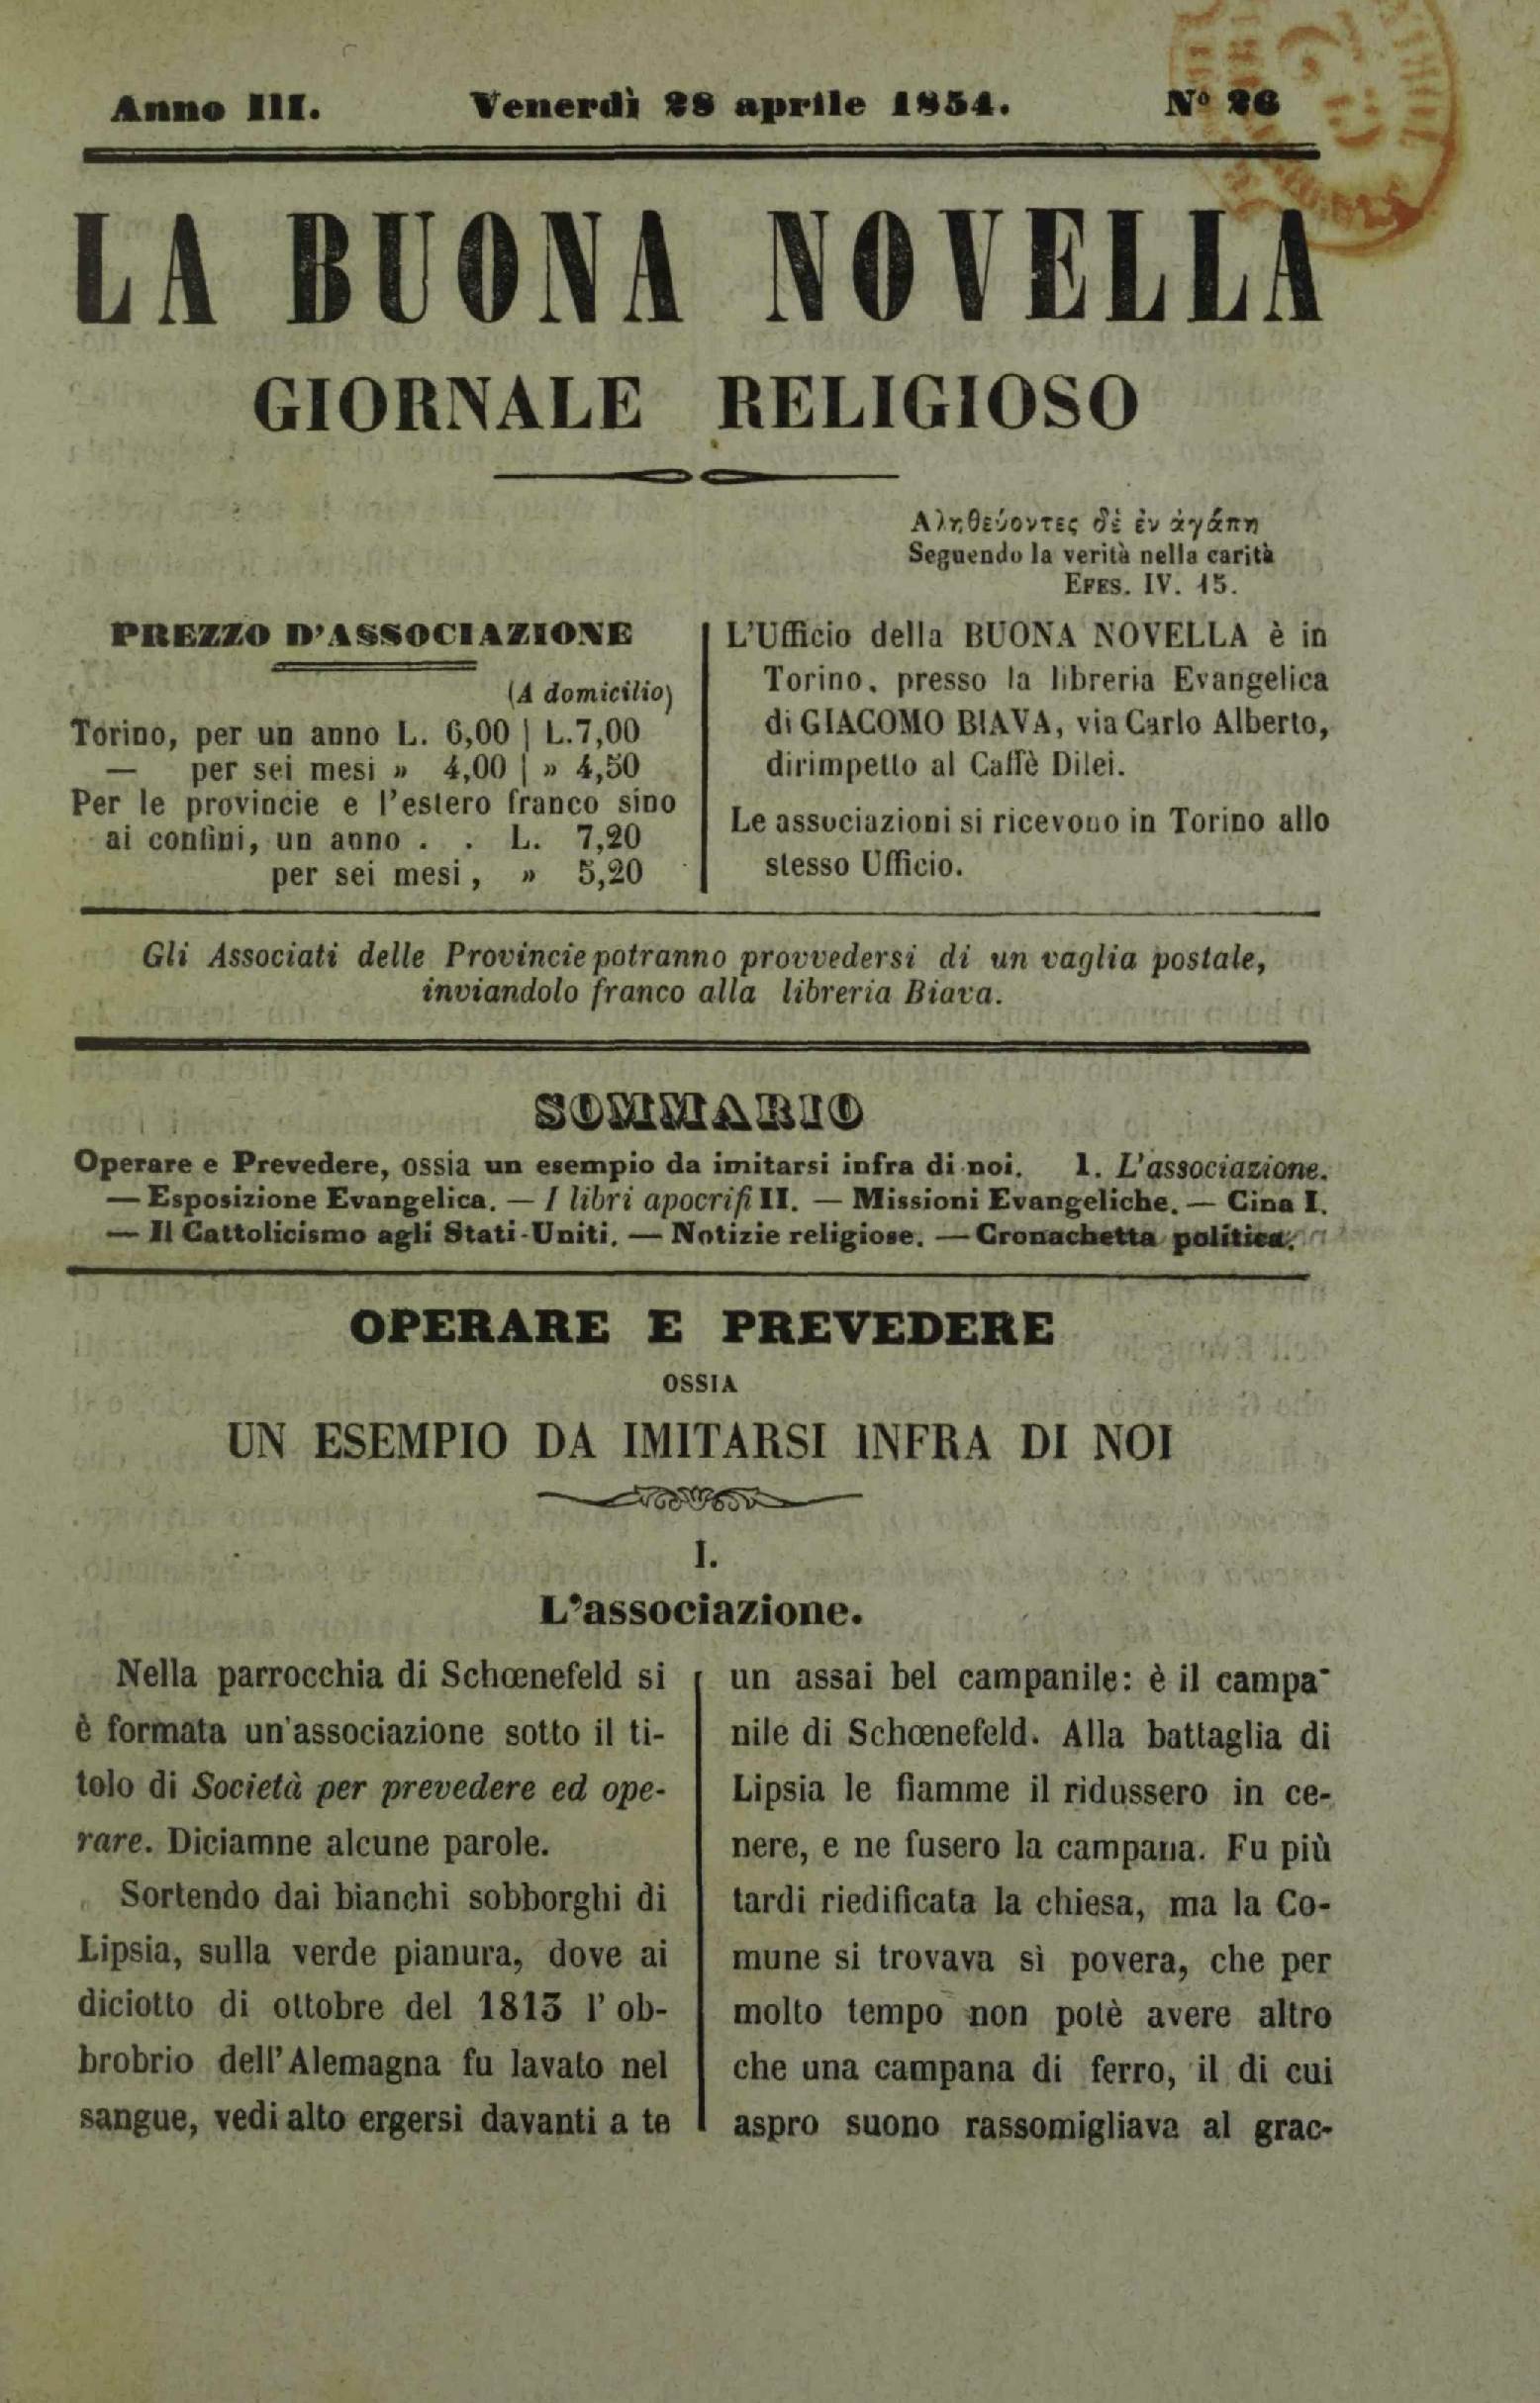 Anno III. Venerdì 28 aprile 1854. Nº 26
LA BUONA NOVELLA
GIORNALE RELIGIOSO
Αληθεύοντες δὲ ἐν ἀγάπη
Seguendo la verità nella carità
EFES. IV. 15.
PREZZO D'ASSOCIAZIONE
(A domicilio)
Torino, per un anno L. 6,00 | L.7,00
— per sei mesi » 4,00 | » 4,50
Per le provincie e l'estero franco sino
ai confini, un anno . . L. 7,20
per sei mesi, » 5,20
L'Ufficio della BUONA NOVELLA è in
Torino, presso la libreria Evangelica
di GIACOMO BIAVA, via Carlo Alberto,
dirimpetto al Caffè Dilei.
Le associazioni si ricevono in Torino allo
stesso Ufficio.
Gli Associati delle Provincie potranno provvedersi di un vaglia postale,
inviandolo franco alla libreria Biava.
SOMMARIO
Operare e Prevedere, ossia un esempio da imitarsi infra di noi. 1. L'associazione.
— Esposizione Evangelica. — I libri apocrifi II. — Missioni Evangeliche. — Cina I.
— Il Cattolicismo agli Stati-Uniti. — Notizie religiose. — Cronachetta politica.
OPERARE E PREVEDERE
OSSIA
UN ESEMPIO DA IMITARSI INFRA DI NOI
I.
L'associazione.
Nella parrocchia di Schœnefeld si
è formata un'associazione sotto il ti-
tolo di Società per prevedere ed ope-
rare. Diciamne alcune parole.
Sortendo dai bianchi sobborghi di
Lipsia, sulla verde pianura, dove ai
diciotto di ottobre del 1813 l'ob-
brobrio dell'Alemagna fu lavato nel
sangue, vedi alto ergersi davanti a te
un assai bel campanile: è il campa-
nile di Schœnefeld. Alla battaglia di
Lipsia le fiamme il ridussero in ce-
nere, e ne fusero la campana. Fu più
tardi riedificata la chiesa, ma la Co-
mune si trovava sì povera, che per
molto tempo non potè avere altro
che una campana di ferro, il di cui
aspro suono rassomigliava al grac-